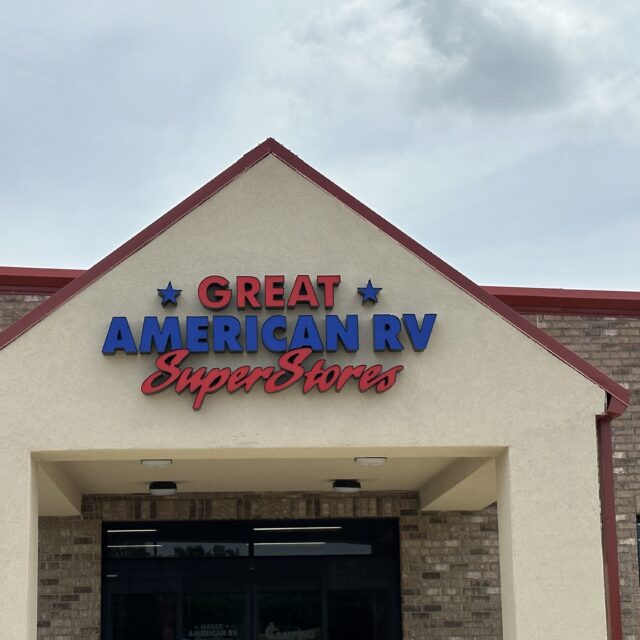 GREAT
AMERICAN RV
SuperStores
GREAT
AMERICAN RV